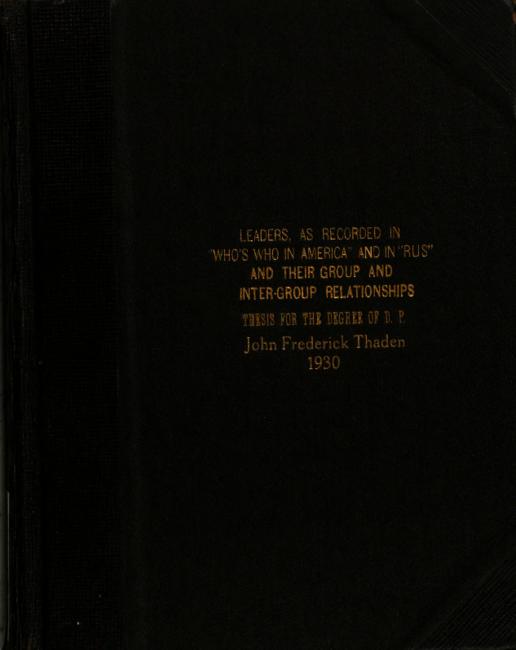 LEADERS, AS RECORDED IN
"WHO'S WHO IN AMERICA" AND IN "RUS"
AND THEIR GROUP AND
INTER-GROUP RELATIONSHIPS
THESIS FOR THE DEGREE OF D. P.
John Frederick Thaden
1930